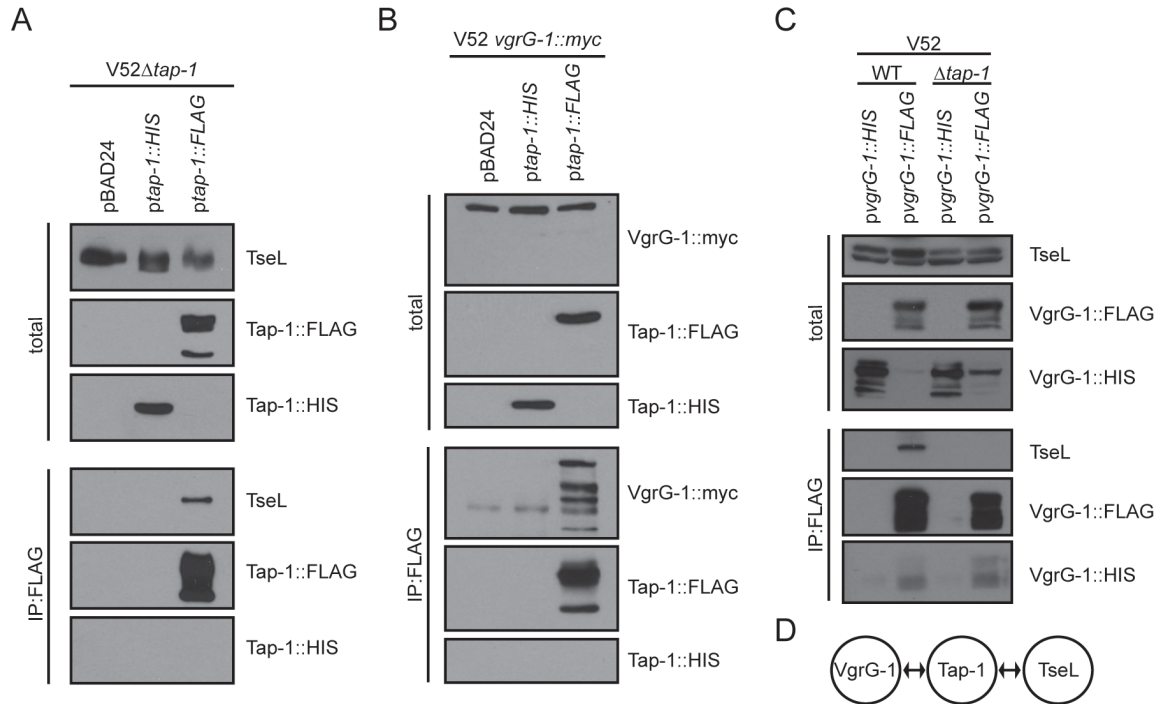 A
V52Δtap-1
pBAD24
ptap-1::HIS
ptap-1::FLAG
total
TseL
Tap-1::FLAG
Tap-1::HIS
IP:FLAG
TseL
Tap-1::FLAG
Tap-1::HIS
B
V52 vgrG-1::myc
pBAD24
ptap-1::HIS
ptap-1::FLAG
total
VgrG-1::myc
Tap-1::FLAG
Tap-1::HIS
IP:FLAG
VgrG-1::myc
Tap-1::FLAG
Tap-1::HIS
C
V52
WT Δtap-1
pvgrG-1::HIS
pvgrG-1::FLAG
pvgrG-1::HIS
pvgrG-1::FLAG
total
TseL
VgrG-1::FLAG
VgrG-1::HIS
IP:FLAG
TseL
VgrG-1::FLAG
VgrG-1::HIS
D
VgrG-1 Tap-1 TseL